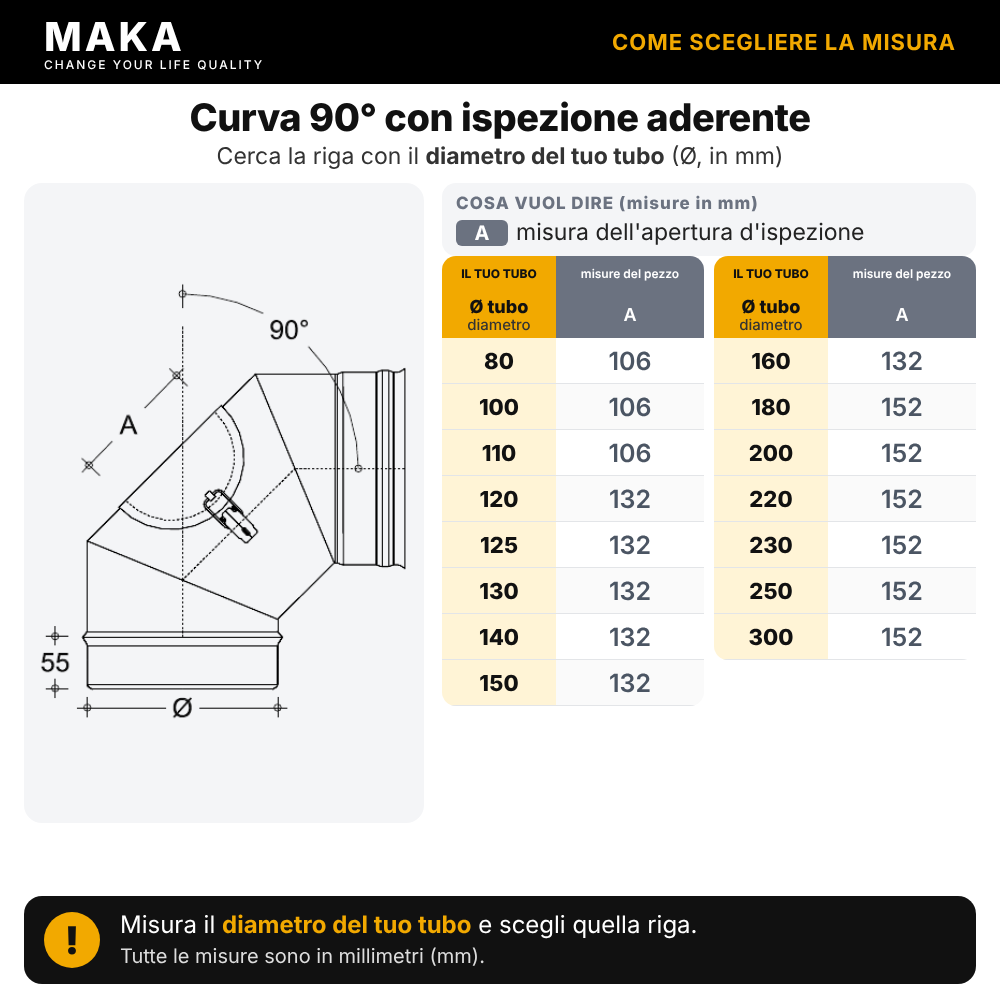 MAKA
CHANGE YOUR LIFE QUALITY
COME SCEGLIERE LA MISURA
Curva 90° con ispezione aderente
Cerca la riga con il diametro del tuo tubo (Ø, in mm)
90°
A
55
Ø
COSA VUOL DIRE (misure in mm)
A misura dell'apertura d'ispezione
IL TUO TUBO misure del pezzo
Ø tubo
diametro
A
80 106
100 106
110 106
120 132
125 132
130 132
140 132
150 132
IL TUO TUBO misure del pezzo
Ø tubo
diametro
A
160 132
180 152
200 152
220 152
230 152
250 152
300 152
!
Misura il diametro del tuo tubo e scegli quella riga.
Tutte le misure sono in millimetri (mm).